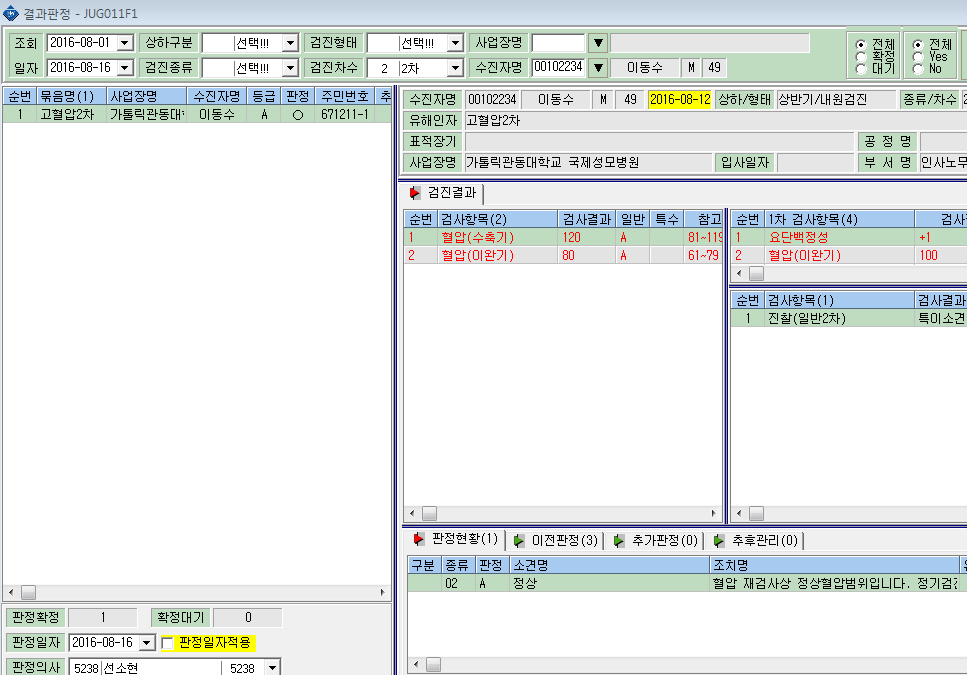 결과판정 - JUG011F1
조회 2016-08-01 상하구분 선택!!! 검진형태 선택!!! 사업장명 전체 전체
일자 2016-08-16 검진종류 선택!!! 검진차수 2 2차 수진자명 00102234 이동수 M 49 확정 Yes
대기 No
순번 묶음명(1) 사업장명 수진자명 등급 판정 주민번호 추
1 고혈압2차 가톨릭관동대 이동수 A ○ 671211-1
수진자명 00102234 이동수 M 49 2016-08-12 상하/형태 상반기/내원검진 종류/차수
유해인자 고혈압2차
표적장기 공 정 명
사업장명 가톨릭관동대학교 국제성모병원 입사일자 부 서 명 인사노무
검진결과
순번 검사항목(2) 검사결과 일반 특수 참고
1 혈압(수축기) 120 A 81~119
2 혈압(이완기) 80 A 61~79
순번 1차 검사항목(4) 검사
1 요단백정성 +1
2 혈압(이완기) 100
순번 검사항목(1) 검사결과
1 진찰(일반2차) 특이소견
판정현황(1) 이전판정(3) 추가판정(0) 추후관리(0)
구분 종류 판정 소견명 조치명
02 A 정상 혈압 재검사상 정상혈압범위입니다. 정기검진
판정확정 1 확정대기 0
판정일자 2016-08-16 판정일자적용
판정의사 5238 선소현 5238